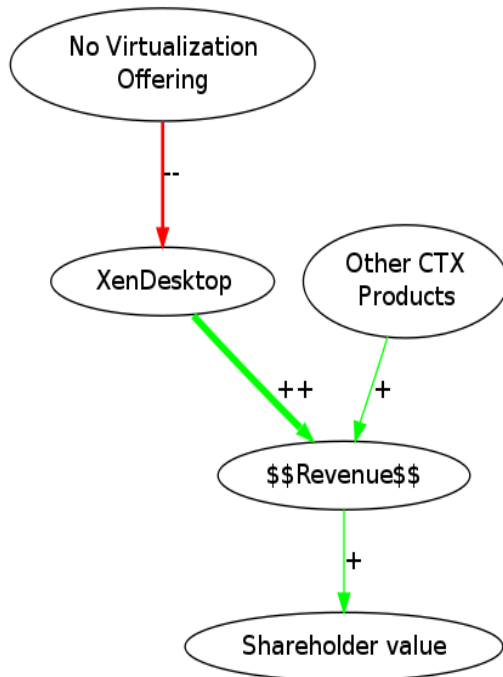 No Virtualization
Offering
--
XenDesktop
Other CTX
Products
++
+
$$Revenue$$
+
Shareholder value